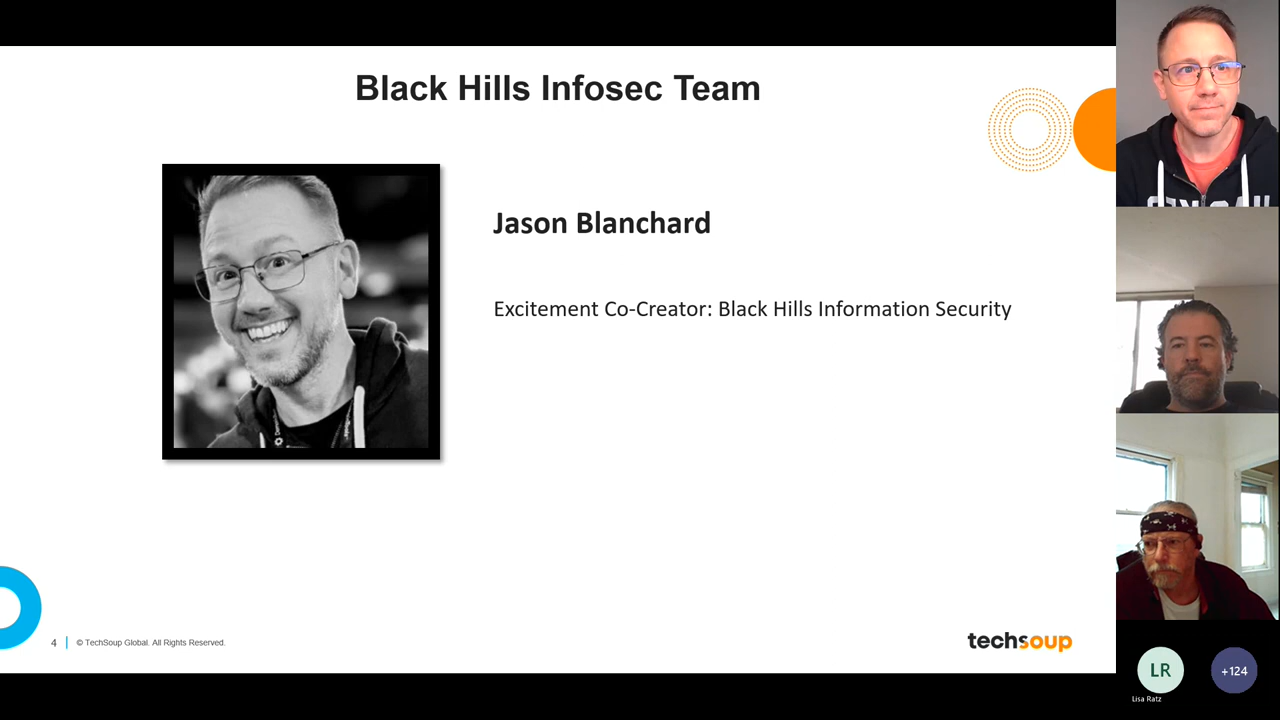 Black Hills Infosec Team
Jason Blanchard
Excitement Co-Creator: Black Hills Information Security
4
© TechSoup Global. All Rights Reserved.
techsoup
LR
+124
Lisa Ratz